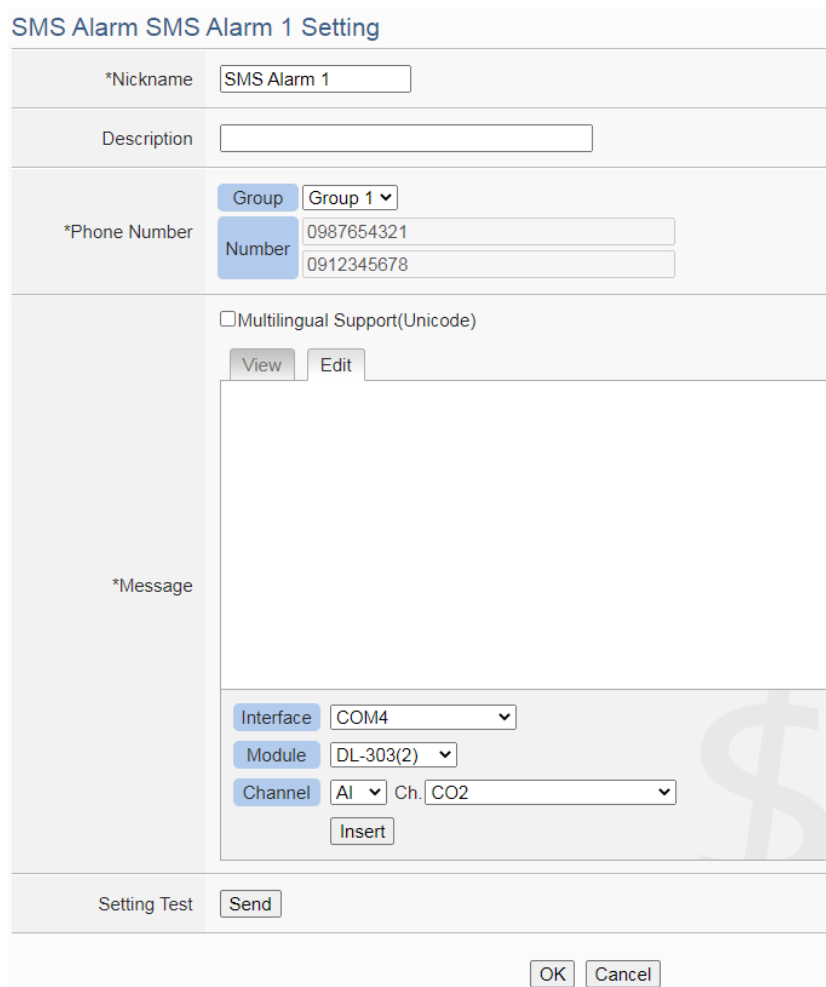 SMS Alarm SMS Alarm 1 Setting
*Nickname SMS Alarm 1
Description
*Phone Number Group Group 1
Number 0987654321
0912345678
*Message
Multilingual Support(Unicode)
View Edit
Interface COM4
Module DL-303(2)
Channel AI Ch. CO2
Insert
$
Setting Test Send
OK Cancel